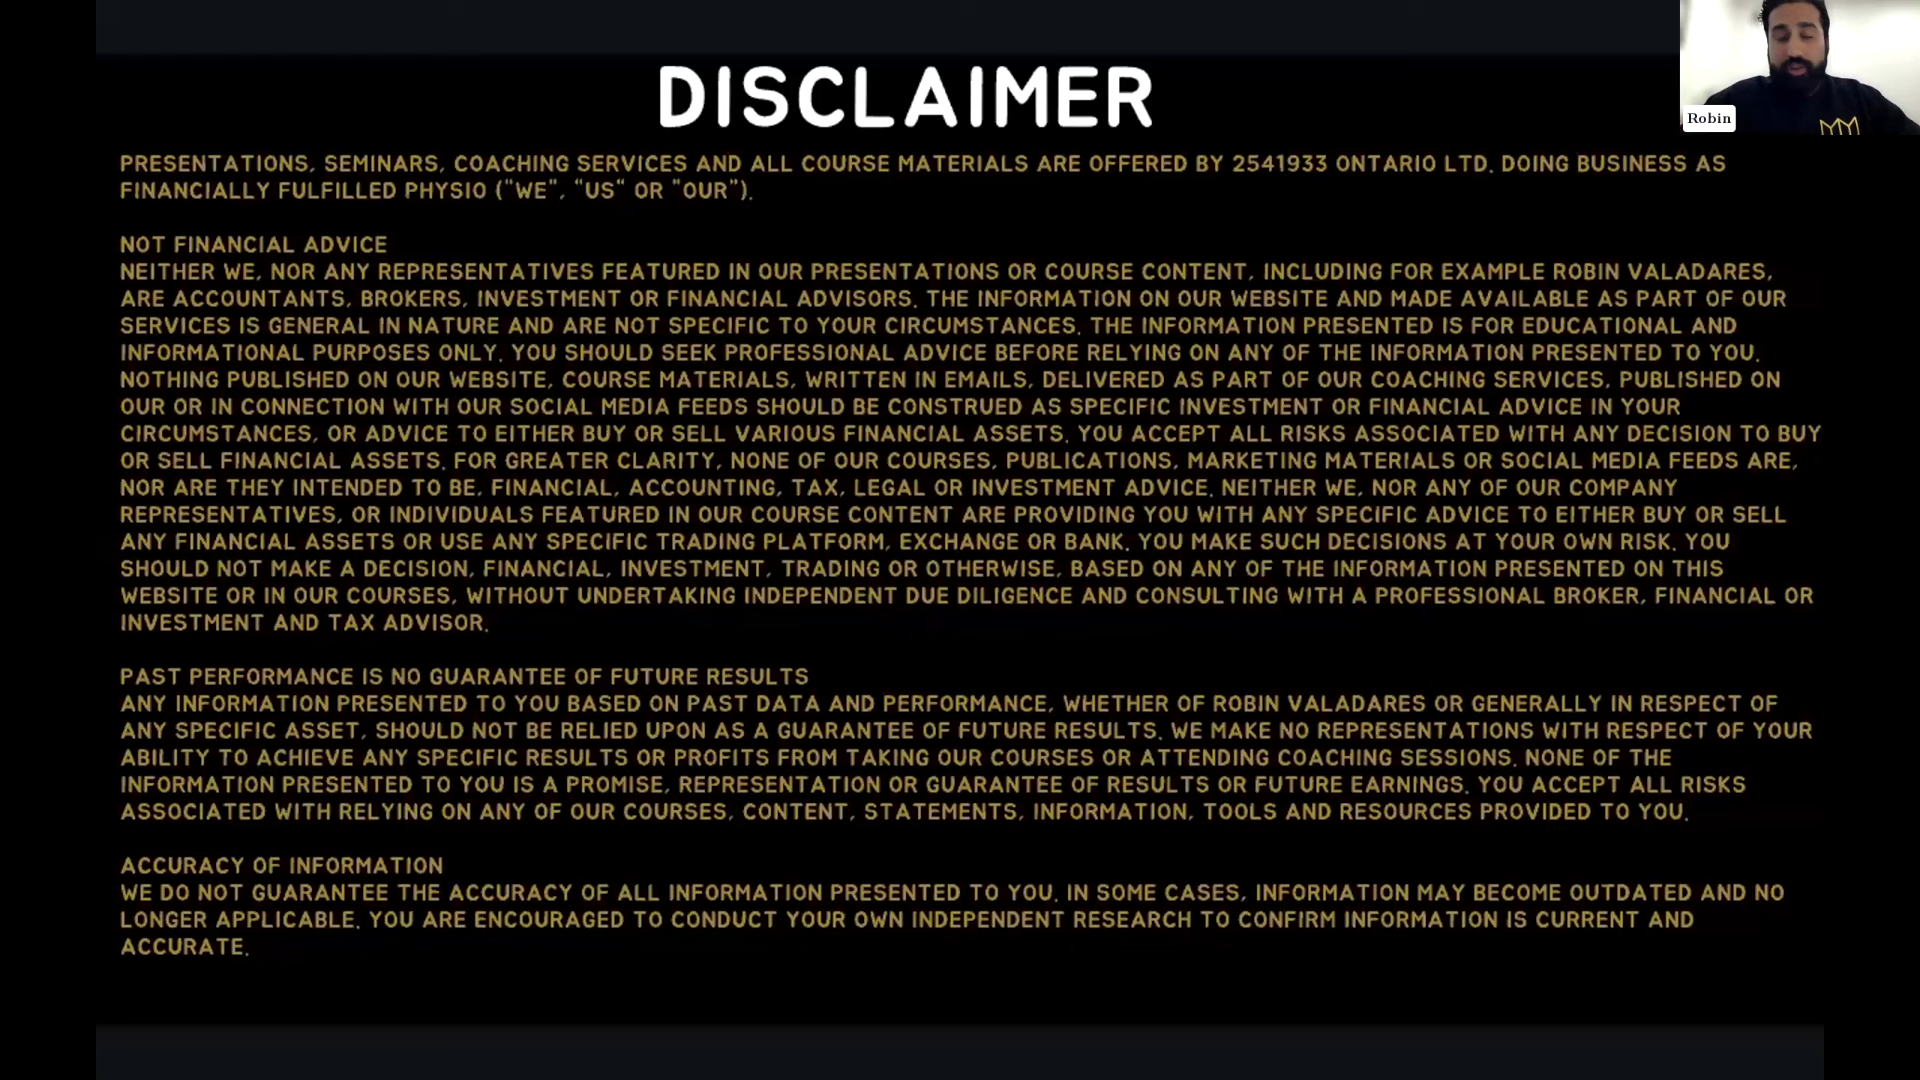 DISCLAIMER
Robin
PRESENTATIONS, SEMINARS, COACHING SERVICES AND ALL COURSE MATERIALS ARE OFFERED BY 2541933 ONTARIO LTD. DOING BUSINESS AS
FINANCIALLY FULFILLED PHYSIO ("WE", "US" OR "OUR").
NOT FINANCIAL ADVICE
NEITHER WE, NOR ANY REPRESENTATIVES FEATURED IN OUR PRESENTATIONS OR COURSE CONTENT, INCLUDING FOR EXAMPLE ROBIN VALADARES,
ARE ACCOUNTANTS, BROKERS, INVESTMENT OR FINANCIAL ADVISORS. THE INFORMATION ON OUR WEBSITE AND MADE AVAILABLE AS PART OF OUR
SERVICES IS GENERAL IN NATURE AND ARE NOT SPECIFIC TO YOUR CIRCUMSTANCES. THE INFORMATION PRESENTED IS FOR EDUCATIONAL AND
INFORMATIONAL PURPOSES ONLY. YOU SHOULD SEEK PROFESSIONAL ADVICE BEFORE RELYING ON ANY OF THE INFORMATION PRESENTED TO YOU.
NOTHING PUBLISHED ON OUR WEBSITE, COURSE MATERIALS, WRITTEN IN EMAILS, DELIVERED AS PART OF OUR COACHING SERVICES, PUBLISHED ON
OUR OR IN CONNECTION WITH OUR SOCIAL MEDIA FEEDS SHOULD BE CONSTRUED AS SPECIFIC INVESTMENT OR FINANCIAL ADVICE IN YOUR
CIRCUMSTANCES, OR ADVICE TO EITHER BUY OR SELL VARIOUS FINANCIAL ASSETS. YOU ACCEPT ALL RISKS ASSOCIATED WITH ANY DECISION TO BUY
OR SELL FINANCIAL ASSETS. FOR GREATER CLARITY, NONE OF OUR COURSES, PUBLICATIONS, MARKETING MATERIALS OR SOCIAL MEDIA FEEDS ARE,
NOR ARE THEY INTENDED TO BE, FINANCIAL, ACCOUNTING, TAX, LEGAL OR INVESTMENT ADVICE. NEITHER WE, NOR ANY OF OUR COMPANY
REPRESENTATIVES, OR INDIVIDUALS FEATURED IN OUR COURSE CONTENT ARE PROVIDING YOU WITH ANY SPECIFIC ADVICE TO EITHER BUY OR SELL
ANY FINANCIAL ASSETS OR USE ANY SPECIFIC TRADING PLATFORM, EXCHANGE OR BANK. YOU MAKE SUCH DECISIONS AT YOUR OWN RISK. YOU
SHOULD NOT MAKE A DECISION, FINANCIAL, INVESTMENT, TRADING OR OTHERWISE, BASED ON ANY OF THE INFORMATION PRESENTED ON THIS
WEBSITE OR IN OUR COURSES, WITHOUT UNDERTAKING INDEPENDENT DUE DILIGENCE AND CONSULTING WITH A PROFESSIONAL BROKER, FINANCIAL OR
INVESTMENT AND TAX ADVISOR.
PAST PERFORMANCE IS NO GUARANTEE OF FUTURE RESULTS
ANY INFORMATION PRESENTED TO YOU BASED ON PAST DATA AND PERFORMANCE, WHETHER OF ROBIN VALADARES OR GENERALLY IN RESPECT OF
ANY SPECIFIC ASSET, SHOULD NOT BE RELIED UPON AS A GUARANTEE OF FUTURE RESULTS. WE MAKE NO REPRESENTATIONS WITH RESPECT OF YOUR
ABILITY TO ACHIEVE ANY SPECIFIC RESULTS OR PROFITS FROM TAKING OUR COURSES OR ATTENDING COACHING SESSIONS. NONE OF THE
INFORMATION PRESENTED TO YOU IS A PROMISE, REPRESENTATION OR GUARANTEE OF RESULTS OR FUTURE EARNINGS. YOU ACCEPT ALL RISKS
ASSOCIATED WITH RELYING ON ANY OF OUR COURSES, CONTENT, STATEMENTS, INFORMATION, TOOLS AND RESOURCES PROVIDED TO YOU.
ACCURACY OF INFORMATION
WE DO NOT GUARANTEE THE ACCURACY OF ALL INFORMATION PRESENTED TO YOU. IN SOME CASES, INFORMATION MAY BECOME OUTDATED AND NO
LONGER APPLICABLE. YOU ARE ENCOURAGED TO CONDUCT YOUR OWN INDEPENDENT RESEARCH TO CONFIRM INFORMATION IS CURRENT AND
ACCURATE.